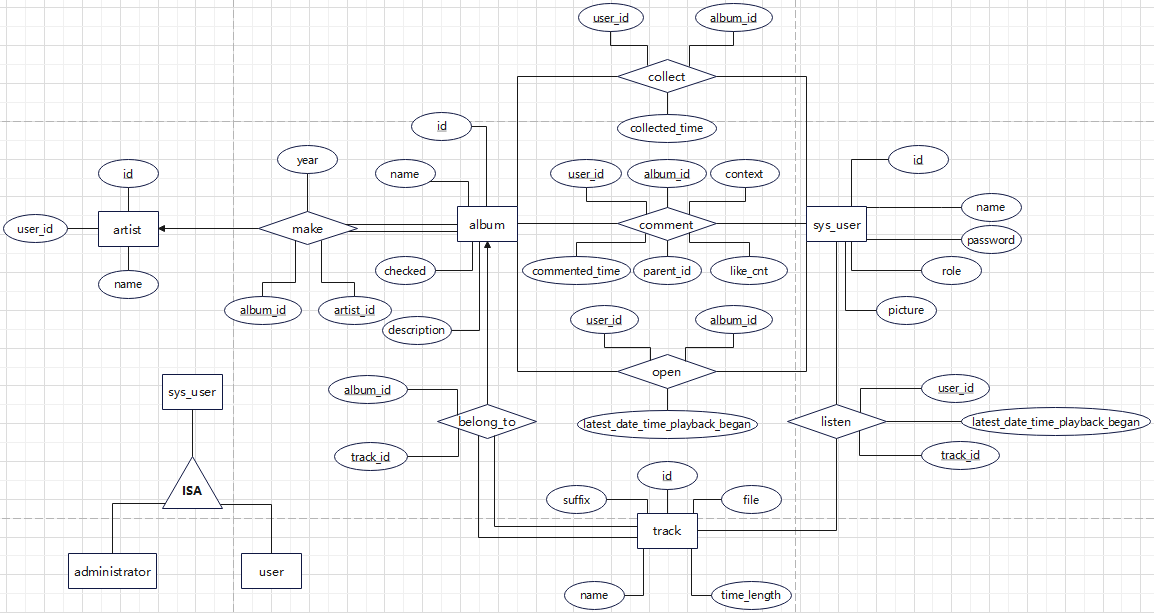 user_id
album_id
collect
collected_time
id
name
year
id
user_id
artist
name
make
album_id
artist_id
album
checked
description
user_id
album_id
context
comment
commented_time
parent_id
like_cnt
id
name
sys_user
password
role
picture
user_id
album_id
open
latest_date_time_playback_began
sys_user
ISA
administrator
user
album_id
belong_to
track_id
user_id
listen
latest_date_time_playback_began
track_id
id
suffix
file
track
name
time_length